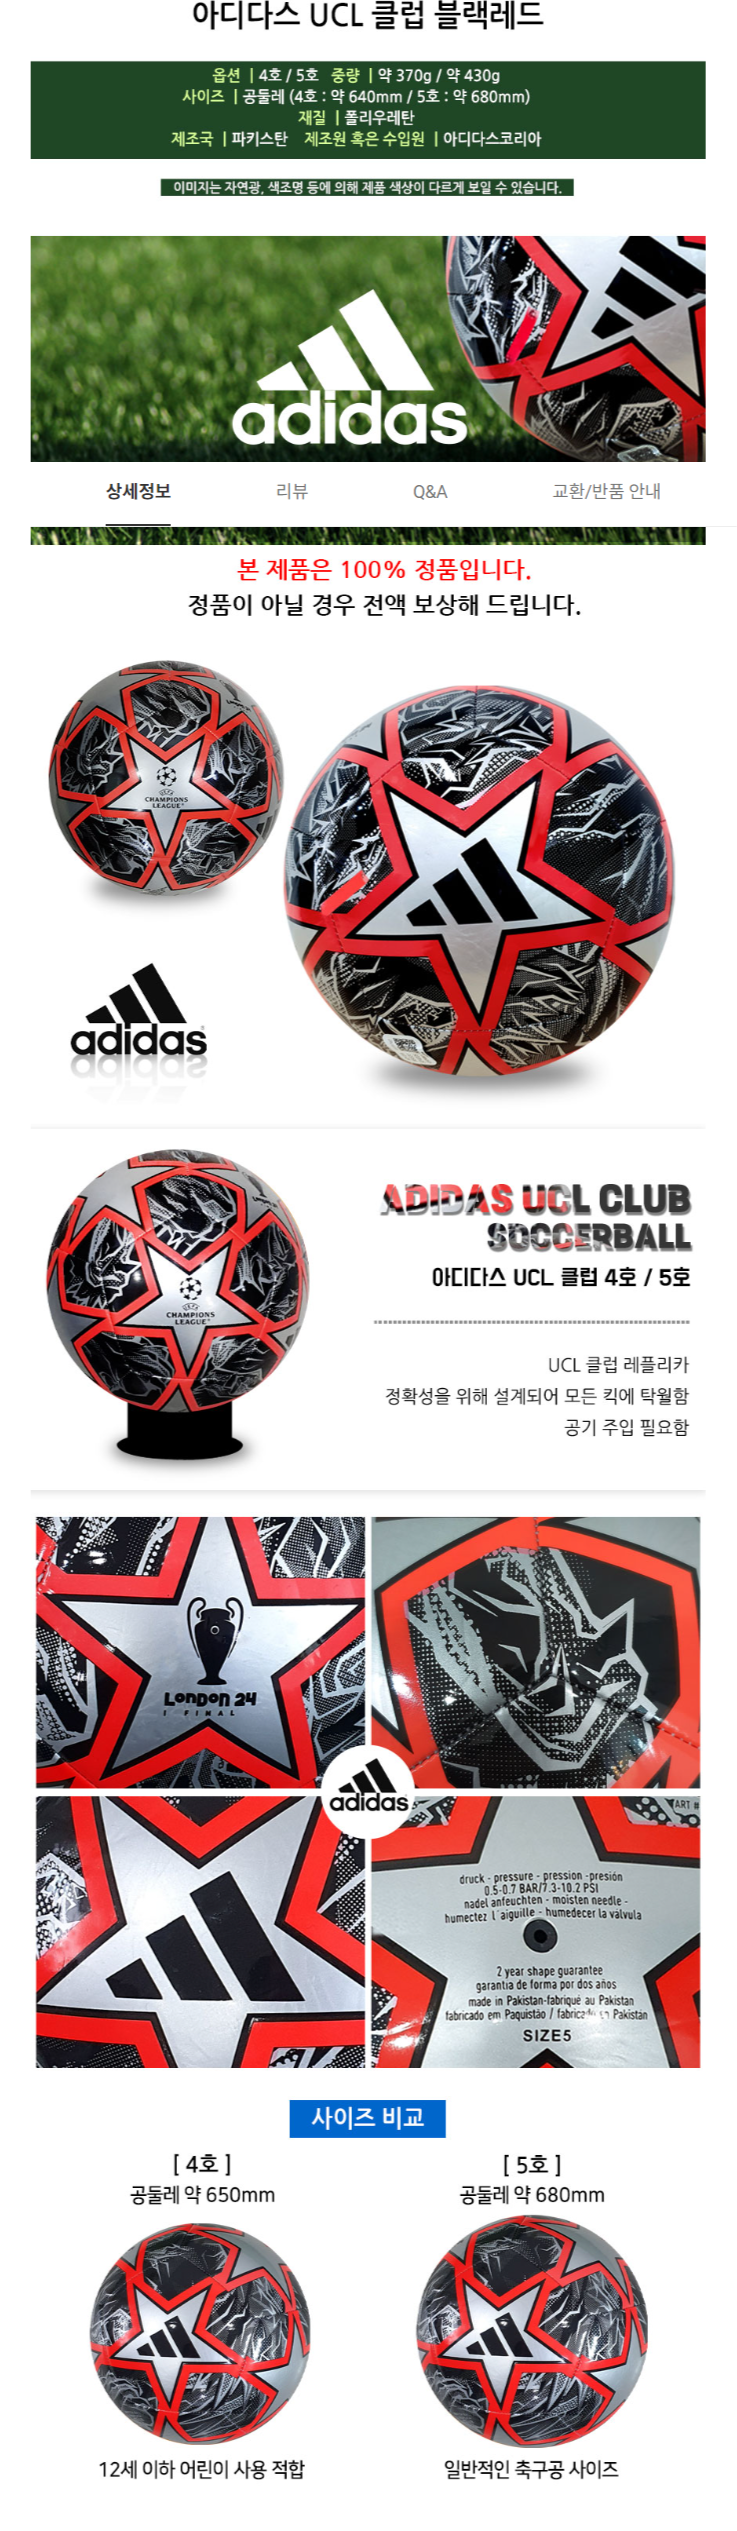 아디다스 UCL 클럽 블랙레드
옵션 | 4호 / 5호 중량 | 약 370g / 약 430g
사이즈 | 공둘레 (4호 : 약 640mm / 5호 : 약 680mm)
재질 | 폴리우레탄
제조국 | 파키스탄 제조원 혹은 수입원 | 아디다스코리아
이미지는 자연광, 색조명 등에 의해 제품 색상이 다르게 보일 수 있습니다.
adidas
상세정보 리뷰 Q&A 교환/반품 안내
본 제품은 100% 정품입니다.
정품이 아닐 경우 전액 보상해 드립니다.
UEFA
CHAMPIONS
LEAGUE
adidas
ADIDAS UCL CLUB
SOCCERBALL
아디다스 UCL 클럽 4호 / 5호
UEFA
CHAMPIONS
LEAGUE
UCL 클럽 레플리카
정확성을 위해 설계되어 모든 킥에 탁월함
공기 주입 필요함
LONDON 24
FINAL
adidas
ART #
druck - pressure - pression -presión
0.5-0.7 BAR/7.3-10.2 PSI
nadel anfeuchten - moisten needle -
humectez l'aiguille - humedecer la valvula
2 year shape guarantee
garantia de forma por dos años
made in Pakistan-fabriqué au Pakistan
fabricado em Paquistão / fabricado en Pakistán
SIZE5
사이즈 비교
[ 4호 ] [ 5호 ]
공둘레 약 650mm 공둘레 약 680mm
12세 이하 어린이 사용 적합 일반적인 축구공 사이즈